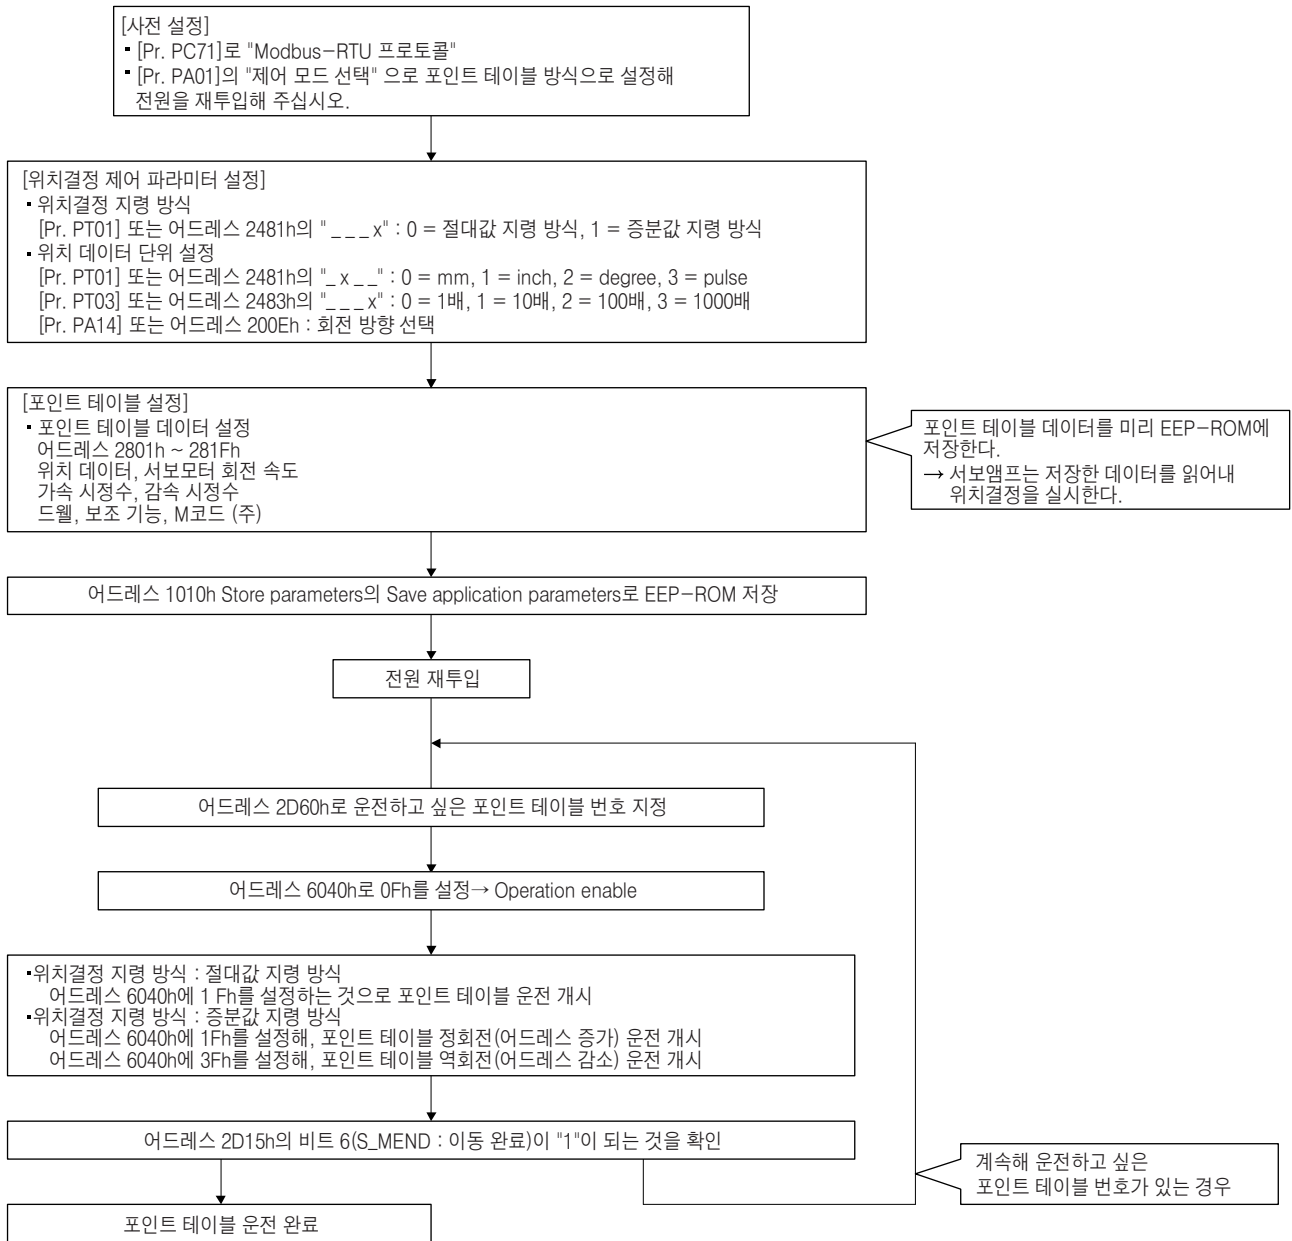 [사전 설정]
▪ [Pr. PC71]로 "Modbus-RTU 프로토콜"
▪ [Pr. PA01]의 "제어 모드 선택" 으로 포인트 테이블 방식으로 설정해
전원을 재투입해 주십시오.
[위치결정 제어 파라미터 설정]
▪ 위치결정 지령 방식
[Pr. PT01] 또는 어드레스 2481h의 " _ _ _ x" : 0 = 절대값 지령 방식, 1 = 증분값 지령 방식
▪ 위치 데이터 단위 설정
[Pr. PT01] 또는 어드레스 2481h의 "_ x _ _" : 0 = mm, 1 = inch, 2 = degree, 3 = pulse
[Pr. PT03] 또는 어드레스 2483h의 "_ _ _ x" : 0 = 1배, 1 = 10배, 2 = 100배, 3 = 1000배
[Pr. PA14] 또는 어드레스 200Eh : 회전 방향 선택
[포인트 테이블 설정]
▪ 포인트 테이블 데이터 설정
어드레스 2801h ~ 281Fh
위치 데이터, 서보모터 회전 속도
가속 시정수, 감속 시정수
드웰, 보조 기능, M코드 (주)
포인트 테이블 데이터를 미리 EEP-ROM에
저장한다.
→ 서보앰프는 저장한 데이터를 읽어내
위치결정을 실시한다.
어드레스 1010h Store parameters의 Save application parameters로 EEP-ROM 저장
전원 재투입
어드레스 2D60h로 운전하고 싶은 포인트 테이블 번호 지정
어드레스 6040h로 0Fh를 설정→ Operation enable
▪위치결정 지령 방식 : 절대값 지령 방식
어드레스 6040h에 1 Fh를 설정하는 것으로 포인트 테이블 운전 개시
▪위치결정 지령 방식 : 증분값 지령 방식
어드레스 6040h에 1Fh를 설정해, 포인트 테이블 정회전(어드레스 증가) 운전 개시
어드레스 6040h에 3Fh를 설정해, 포인트 테이블 역회전(어드레스 감소) 운전 개시
어드레스 2D15h의 비트 6(S_MEND : 이동 완료)이 "1"이 되는 것을 확인
계속해 운전하고 싶은
포인트 테이블 번호가 있는 경우
포인트 테이블 운전 완료